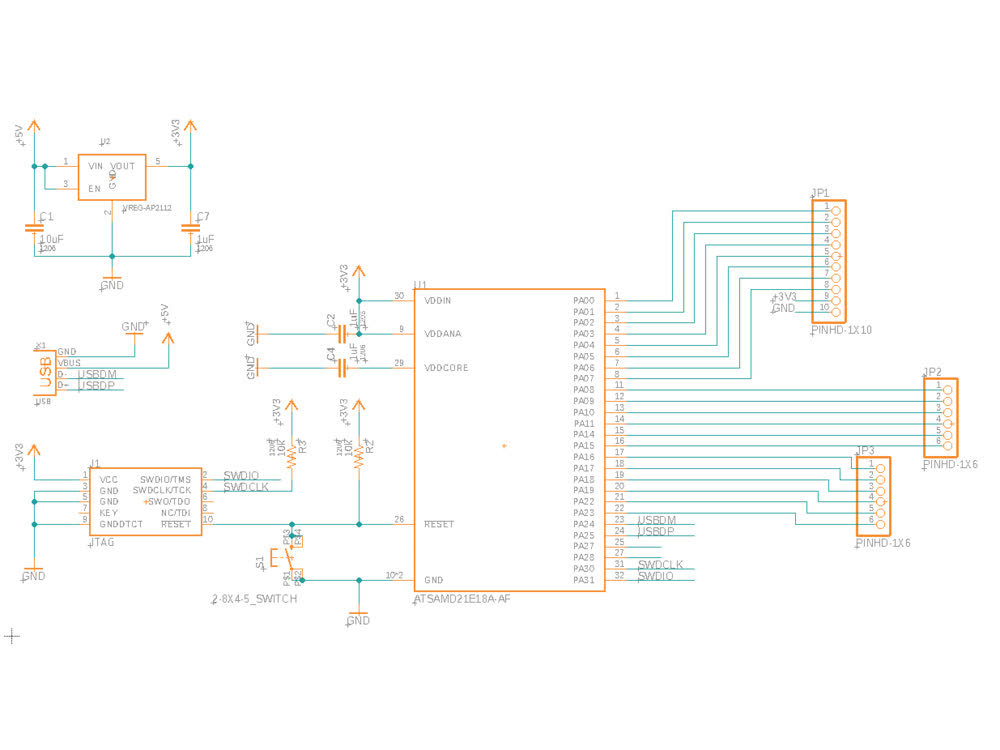 +5V
+3V3
U2
1
VIN
VOUT
5
3
EN
GND
2
VREG-AP2112
C1
10uF
1206
C7
1uF
1206
GND
GND
+5V
X1
USB
GND
VBUS
D-
USBDM
D+
USBDP
USB
+3V3
J1
1
VCC
SWDIO/TMS
2
SWDIO
3
GND
SWDCLK/TCK
4
SWDCLK
5
GND
SWO/TDO
6
7
KEY
NC/TDI
8
9
GNDDTCT
RESET
10
JTAG
GND
+3V3
GND
C2
1uF
GND
C4
1uF
1206
+3V3
+3V3
1206
10K
R3
1206
10K
R2
S1
P$3
P$4
P$1
P$2
2-8X4-5_SWITCH
GND
U1
30
VDDIN
9
VDDANA
29
VDDCORE
26
RESET
10*2
GND
ATSAMD21E18A-AF
PA00
1
PA01
2
PA02
3
PA03
4
PA04
5
PA05
6
PA06
7
PA07
8
PA08
11
PA09
12
PA10
13
PA11
14
PA14
15
PA15
16
PA16
17
PA17
18
PA18
19
PA19
20
PA22
21
PA23
22
PA24
23
USBDM
PA25
24
USBDP
PA27
25
PA28
27
PA30
31
SWDCLK
PA31
32
SWDIO
JP1
1
2
3
4
5
6
7
8
+3V3
9
GND
10
PINHD-1X10
JP2
1
2
3
4
5
6
PINHD-1X6
JP3
1
2
3
4
5
6
PINHD-1X6